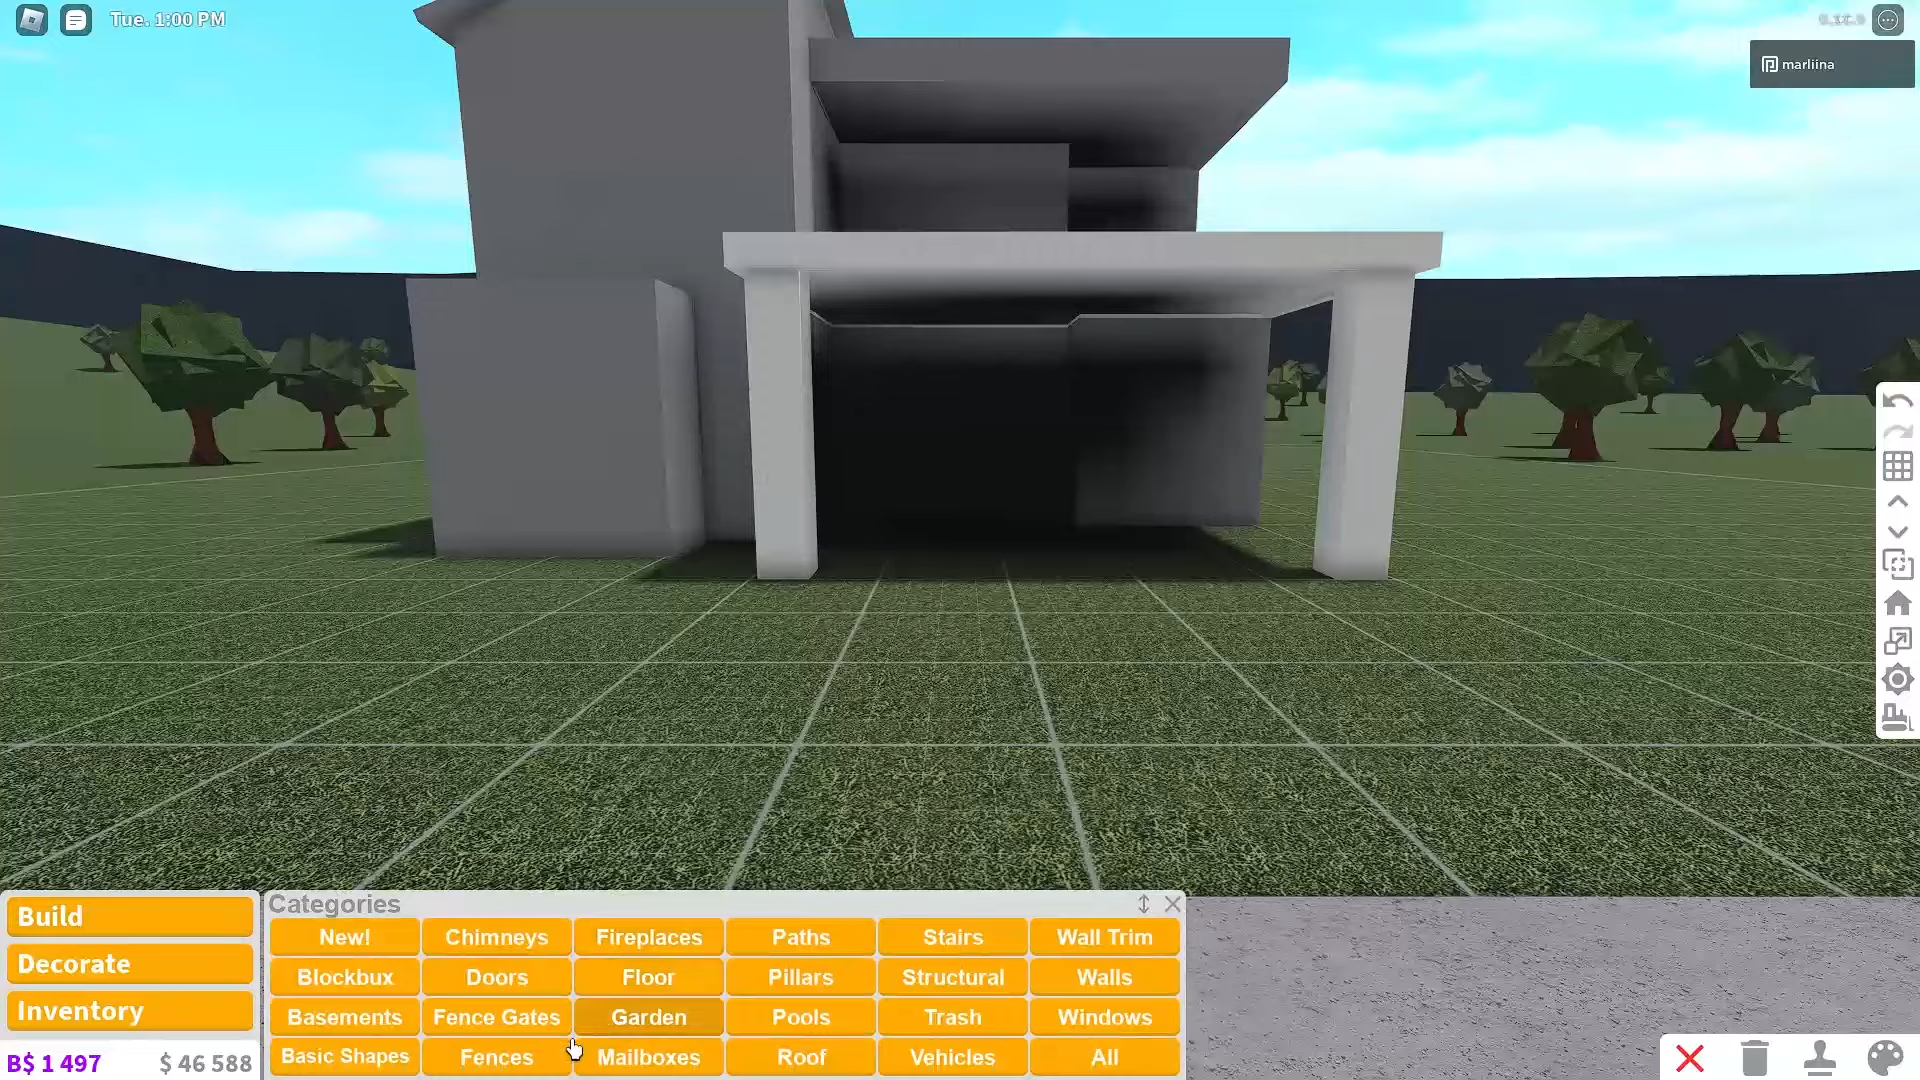 Tue. 1:00 PM
marliina
Build
Decorate
Inventory
B$ 1 497 $ 46 588
Categories
New! Chimneys Fireplaces Paths Stairs Wall Trim
Blockbux Doors Floor Pillars Structural Walls
Basements Fence Gates Garden Pools Trash Windows
Basic Shapes Fences Mailboxes Roof Vehicles All